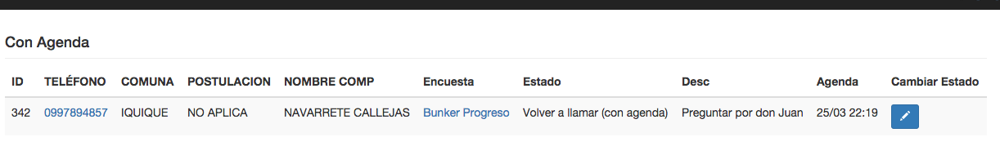 Con Agenda
ID TELÉFONO COMUNA POSTULACION NOMBRE COMP Encuesta Estado Desc Agenda Cambiar Estado
342 0997894857 IQUIQUE NO APLICA NAVARRETE CALLEJAS Bunker Progreso Volver a llamar (con agenda) Preguntar por don Juan 25/03 22:19